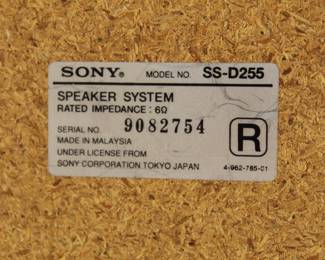 SONY® MODEL NO. SS-D255
SPEAKER SYSTEM
RATED IMPEDANCE: 6Ω
SERIAL NO. 9082754
MADE IN MALAYSIA
UNDER LICENSE FROM
SONY CORPORATION TOKYO JAPAN
R
4-962-785-01